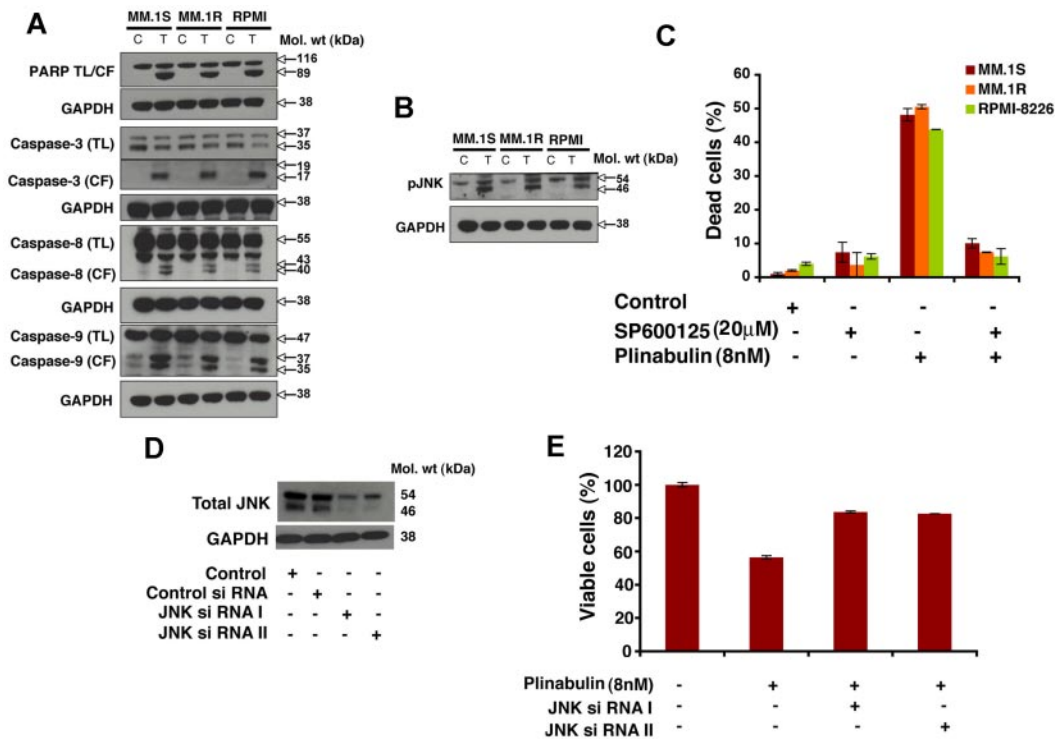 A
MM.1S MM.1R RPMI
C T C T C T Mol. wt (kDa)
PARP TL/CF 116
89
GAPDH 38
Caspase-3 (TL) 37
35
Caspase-3 (CF) 19
17
GAPDH 38
Caspase-8 (TL) 55
43
Caspase-8 (CF) 40
GAPDH 38
Caspase-9 (TL) 47
Caspase-9 (CF) 37
35
GAPDH 38
B
MM.1S MM.1R RPMI
C T C T C T Mol. wt (kDa)
pJNK 54
46
GAPDH 38
C
Dead cells (%)
60
50
40
30
20
10
0
MM.1S
MM.1R
RPMI-8226
Control + - - -
SP600125 (20μM) - + - +
Plinabulin (8nM) - - + +
D
Mol. wt (kDa)
Total JNK 54
46
GAPDH 38
Control + - - -
Control si RNA - + - -
JNK si RNA I - - + -
JNK si RNA II - - - +
E
Viable cells (%)
120
100
80
60
40
20
0
Plinabulin (8nM) - + + +
JNK si RNA I - - + -
JNK si RNA II - - - +